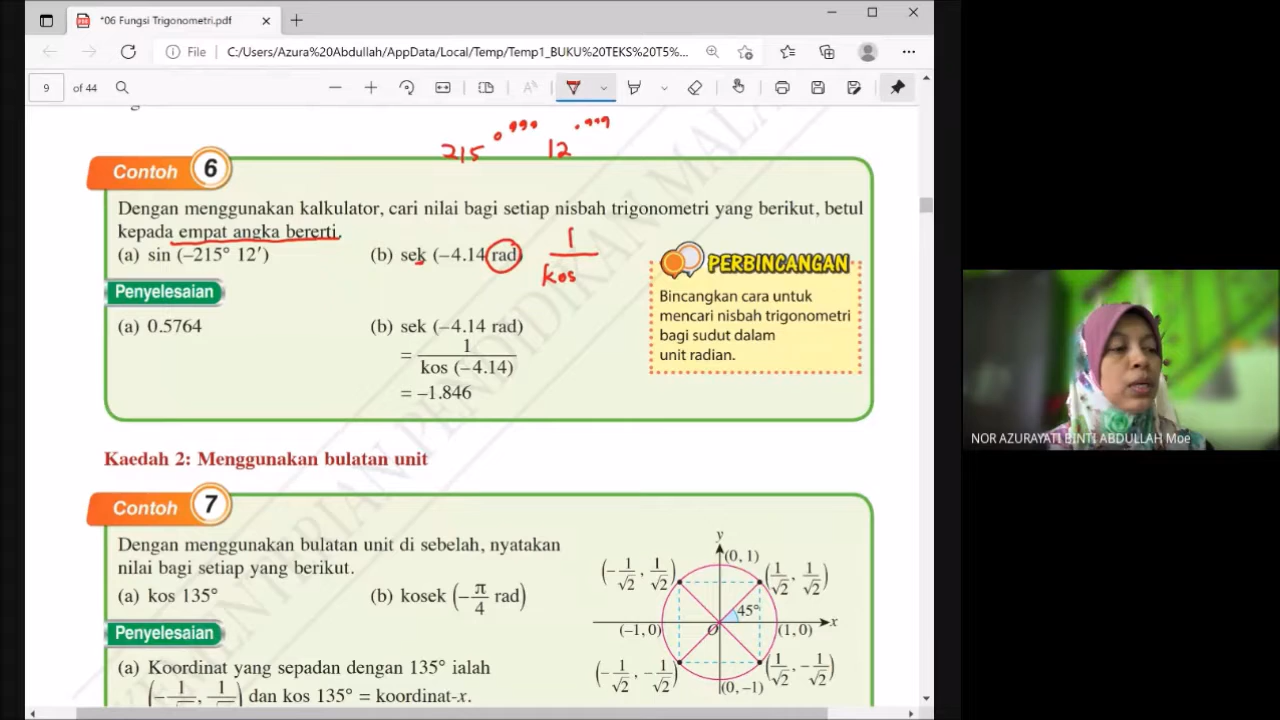 *06 Fungsi Trigonometri.pdf
File C:/Users/Azura%20Abdullah/AppData/Local/Temp/Temp1_BUKU%20TEKS%20T5%...
9 of 44
215° 12
Contoh 6
Dengan menggunakan kalkulator, cari nilai bagi setiap nisbah trigonometri yang berikut, betul
kepada empat angka bererti.
(a) sin (–215° 12′) (b) sek (–4.14 rad) 1
kos
Penyelesaian
(a) 0.5764 (b) sek (–4.14 rad)
= 1
kos (–4.14)
= –1.846
PERBINCANGAN
Bincangkan cara untuk
mencari nisbah trigonometri
bagi sudut dalam
unit radian.
NOR AZURAYATI BINTI ABDULLAH Moe
Kaedah 2: Menggunakan bulatan unit
Contoh 7
Dengan menggunakan bulatan unit di sebelah, nyatakan
nilai bagi setiap yang berikut.
(a) kos 135° (b) kosek (–π/4 rad)
Penyelesaian
(a) Koordinat yang sepadan dengan 135° ialah
(–1/√2, 1/√2) dan kos 135° = koordinat-x.
y
(0, 1)
(–1/√2, 1/√2) (1/√2, 1/√2)
45°
(–1, 0) O (1, 0) x
(–1/√2, –1/√2) (1/√2, –1/√2)
(0, –1)
KEMENTERIAN PENDIDIKAN MALA